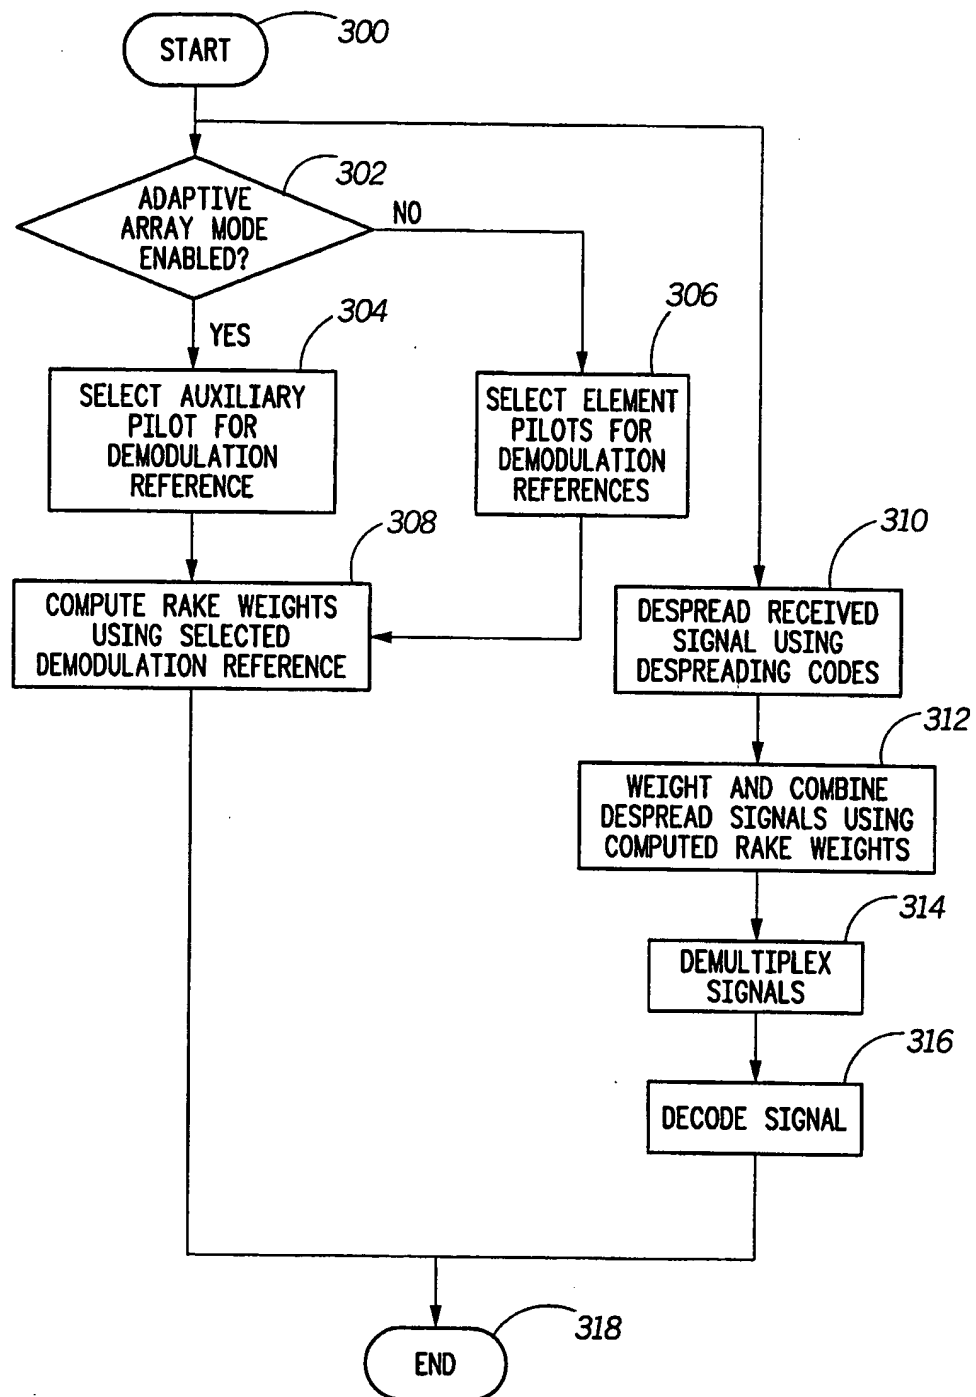 START
300
ADAPTIVE
ARRAY MODE
ENABLED?
302
NO
YES
304
306
SELECT AUXILIARY
PILOT FOR
DEMODULATION
REFERENCE
SELECT ELEMENT
PILOTS FOR
DEMODULATION
REFERENCES
308
310
COMPUTE RAKE WEIGHTS
USING SELECTED
DEMODULATION REFERENCE
DESPREAD RECEIVED
SIGNAL USING
DESPREADING CODES
312
WEIGHT AND COMBINE
DESPREAD SIGNALS USING
COMPUTED RAKE WEIGHTS
314
DEMULTIPLEX
SIGNALS
316
DECODE SIGNAL
318
END